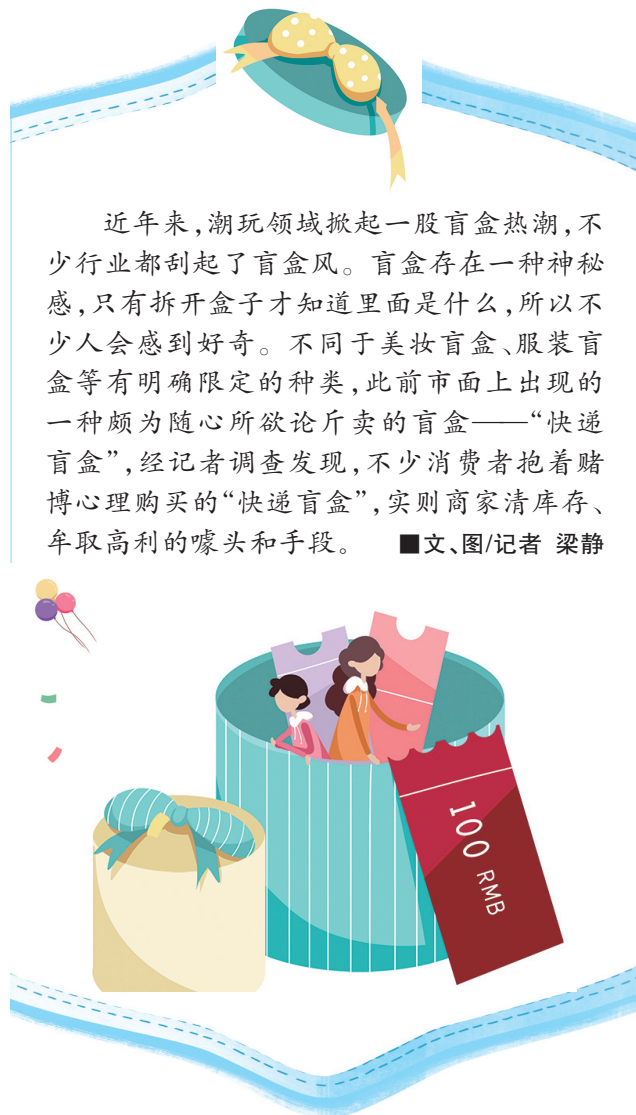 近年来,潮玩领域掀起一股盲盒热潮,不
少行业都刮起了盲盒风。盲盒存在一种神秘
感,只有拆开盒子才知道里面是什么,所以不
少人会感到好奇。不同于美妆盲盒、服装盲
盒等有明确限定的种类,此前市面上出现的
一种颇为随心所欲论斤卖的盲盒——“快递
盲盒”,经记者调查发现,不少消费者抱着赌
博心理购买的“快递盲盒”,实则商家清库存、
牟取高利的噱头和手段。 ■文、图/记者 梁静
100 RMB